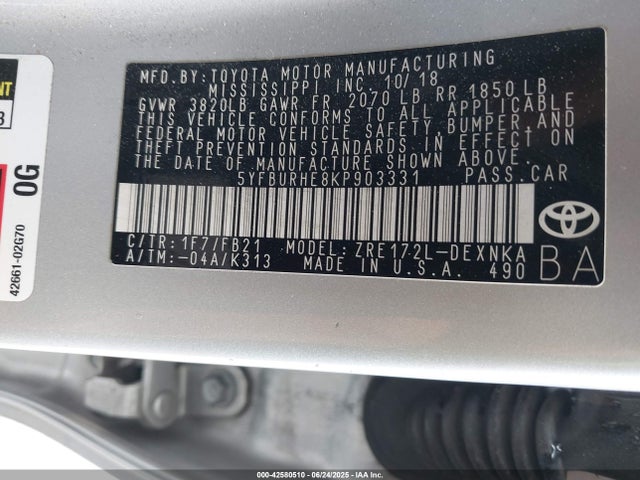 MFD.BY: TOYOTA MOTOR MANUFACTURING
MISSISSIPPI INC. 10/18
GVWR 3820LB GAWR FR 2070 LB RR 1850 LB
THIS VEHICLE CONFORMS TO ALL APPLICABLE
FEDERAL MOTOR VEHICLE SAFETY, BUMPER, AND
THEFT PREVENTION STANDARDS IN EFFECT ON
THE DATE OF MANUFACTURE SHOWN ABOVE.
5YFBURHE8KP903331 PASS.CAR
C/TR: 1F7/FB21 MODEL: ZRE172L-DEXNKA
A/TM: -04A/K313 MADE IN U.S.A. 490
BA
0G
42661-02G70
000-42580510 - 06/24/2025 - IAA Inc.